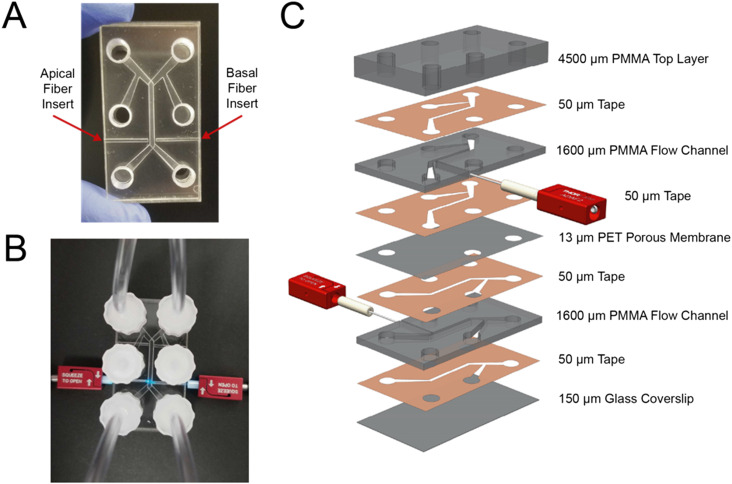 A
Apical
Fiber
Insert
Basal
Fiber
Insert
B
SQUEEZE
TO OPEN
SQUEEZE
TO OPEN
C
4500 µm PMMA Top Layer
50 µm Tape
1600 µm PMMA Flow Channel
50 µm Tape
13 µm PET Porous Membrane
50 µm Tape
1600 µm PMMA Flow Channel
50 µm Tape
150 µm Glass Coverslip